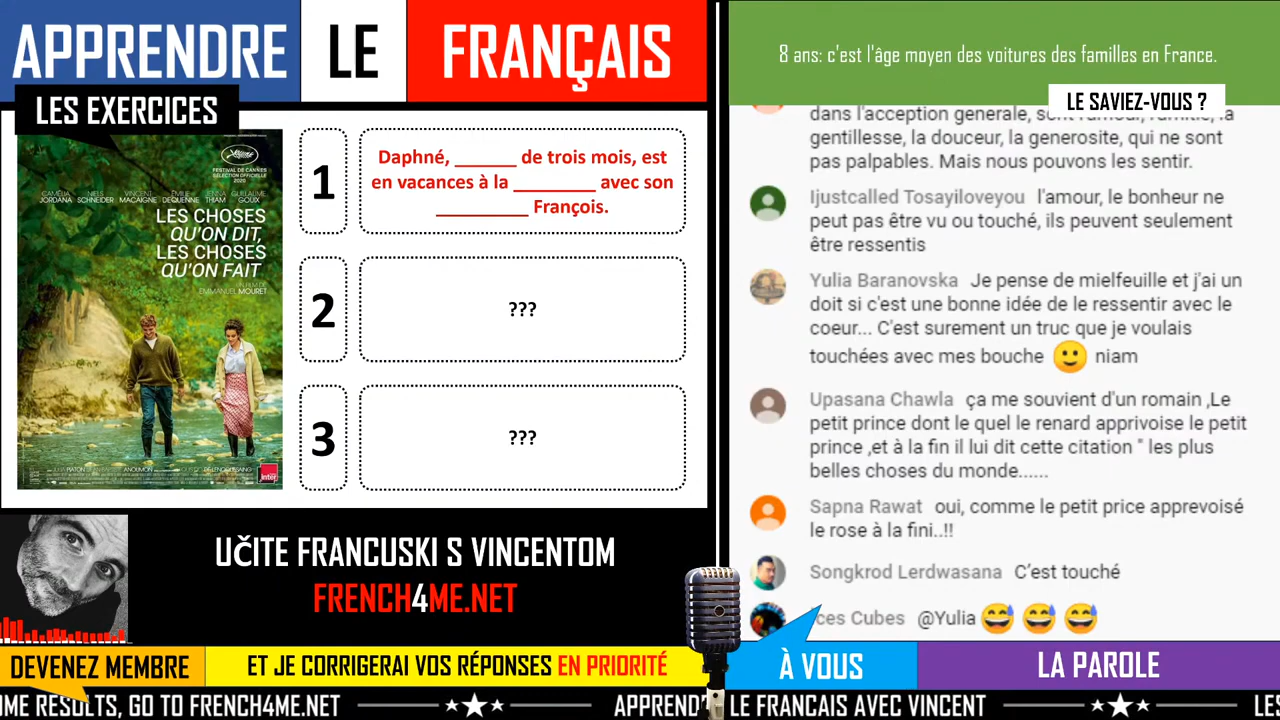 APPRENDRE LE FRANÇAIS
LES EXERCICES
FESTIVAL DE CANNES
SÉLECTION OFFICIELLE
2020
CAMÉLIA JORDANA
NIELS SCHNEIDER
VINCENT MACAIGNE
ÉMILIE DEQUENNE
JENNA THIAM
GUILLAUME GOUIX
LES CHOSES
QU'ON DIT,
LES CHOSES
QU'ON FAIT
UN FILM DE
EMMANUEL MOURET
inter
1
Daphné, ______ de trois mois, est
en vacances à la ________ avec son
_________ François.
2
???
3
???
UČITE FRANCUSKI S VINCENTOM
FRENCH4ME.NET
DEVENEZ MEMBRE
ET JE CORRIGERAI VOS RÉPONSES EN PRIORITÉ
8 ans: c'est l'âge moyen des voitures des familles en France.
LE SAVIEZ-VOUS ?
dans l'acception generale, sont l'amour, l'amitie, la
gentillesse, la douceur, la generosite, qui ne sont
pas palpables. Mais nous pouvons les sentir.
Ijustcalled Tosayiloveyou l'amour, le bonheur ne
peut pas être vu ou touché, ils peuvent seulement
être ressentis
Yulia Baranovska Je pense de mielfeuille et j'ai un
doit si c'est une bonne idée de le ressentir avec le
coeur... C'est surement un truc que je voulais
touchées avec mes bouche 🙂 niam
Upasana Chawla ça me souvient d'un romain ,Le
petit prince dont le quel le renard apprivoise le petit
prince ,et à la fin il lui dit cette citation " les plus
belles choses du monde......
Sapna Rawat oui, comme le petit price apprevoisé
le rose à la fini..!!
Songkrod Lerdwasana C'est touché
ces Cubes @Yulia 😅 😅 😅
À VOUS
LA PAROLE
OME RESULTS, GO TO FRENCH4ME.NET
APPREND LE FRANCAIS AVEC VINCENT
LES